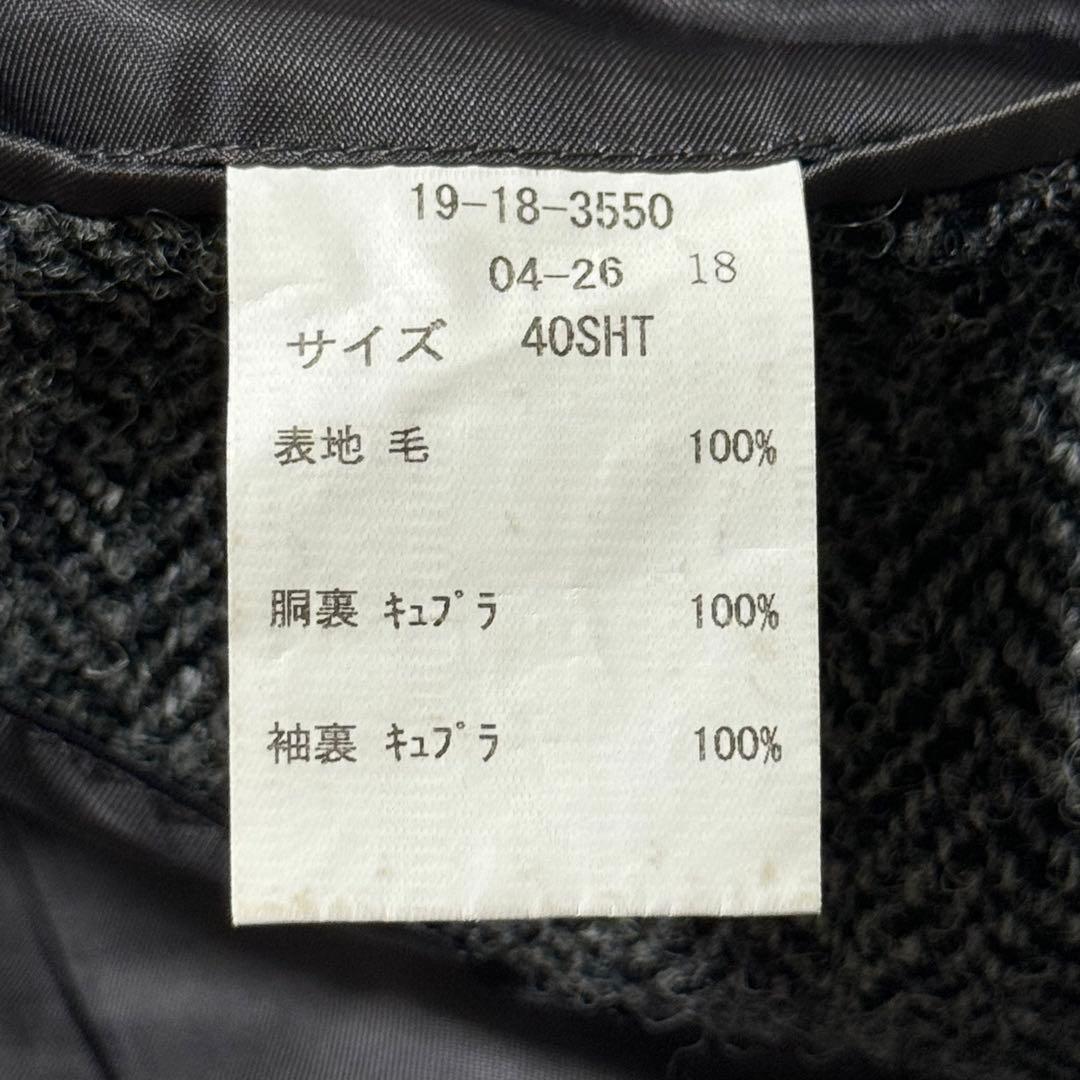 19-18-3550
04-26 18
サイズ 40SHT
表地 毛 100%
胴裏 ｷｭﾌﾟﾗ 100%
袖裏 ｷｭﾌﾟﾗ 100%